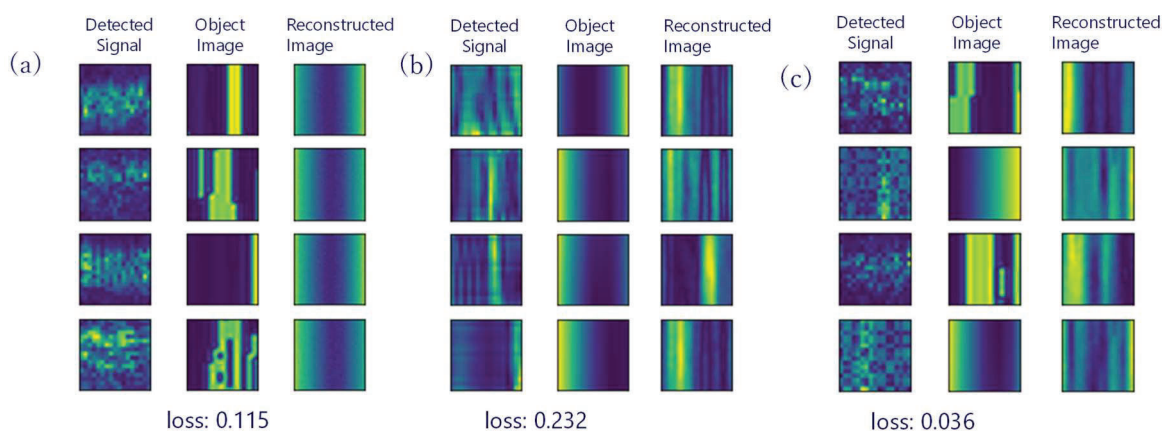 (a)
Detected Signal
Object Image
Reconstructed Image
loss: 0.115
(b)
Detected Signal
Object Image
Reconstructed Image
loss: 0.232
(c)
Detected Signal
Object Image
Reconstructed Image
loss: 0.036